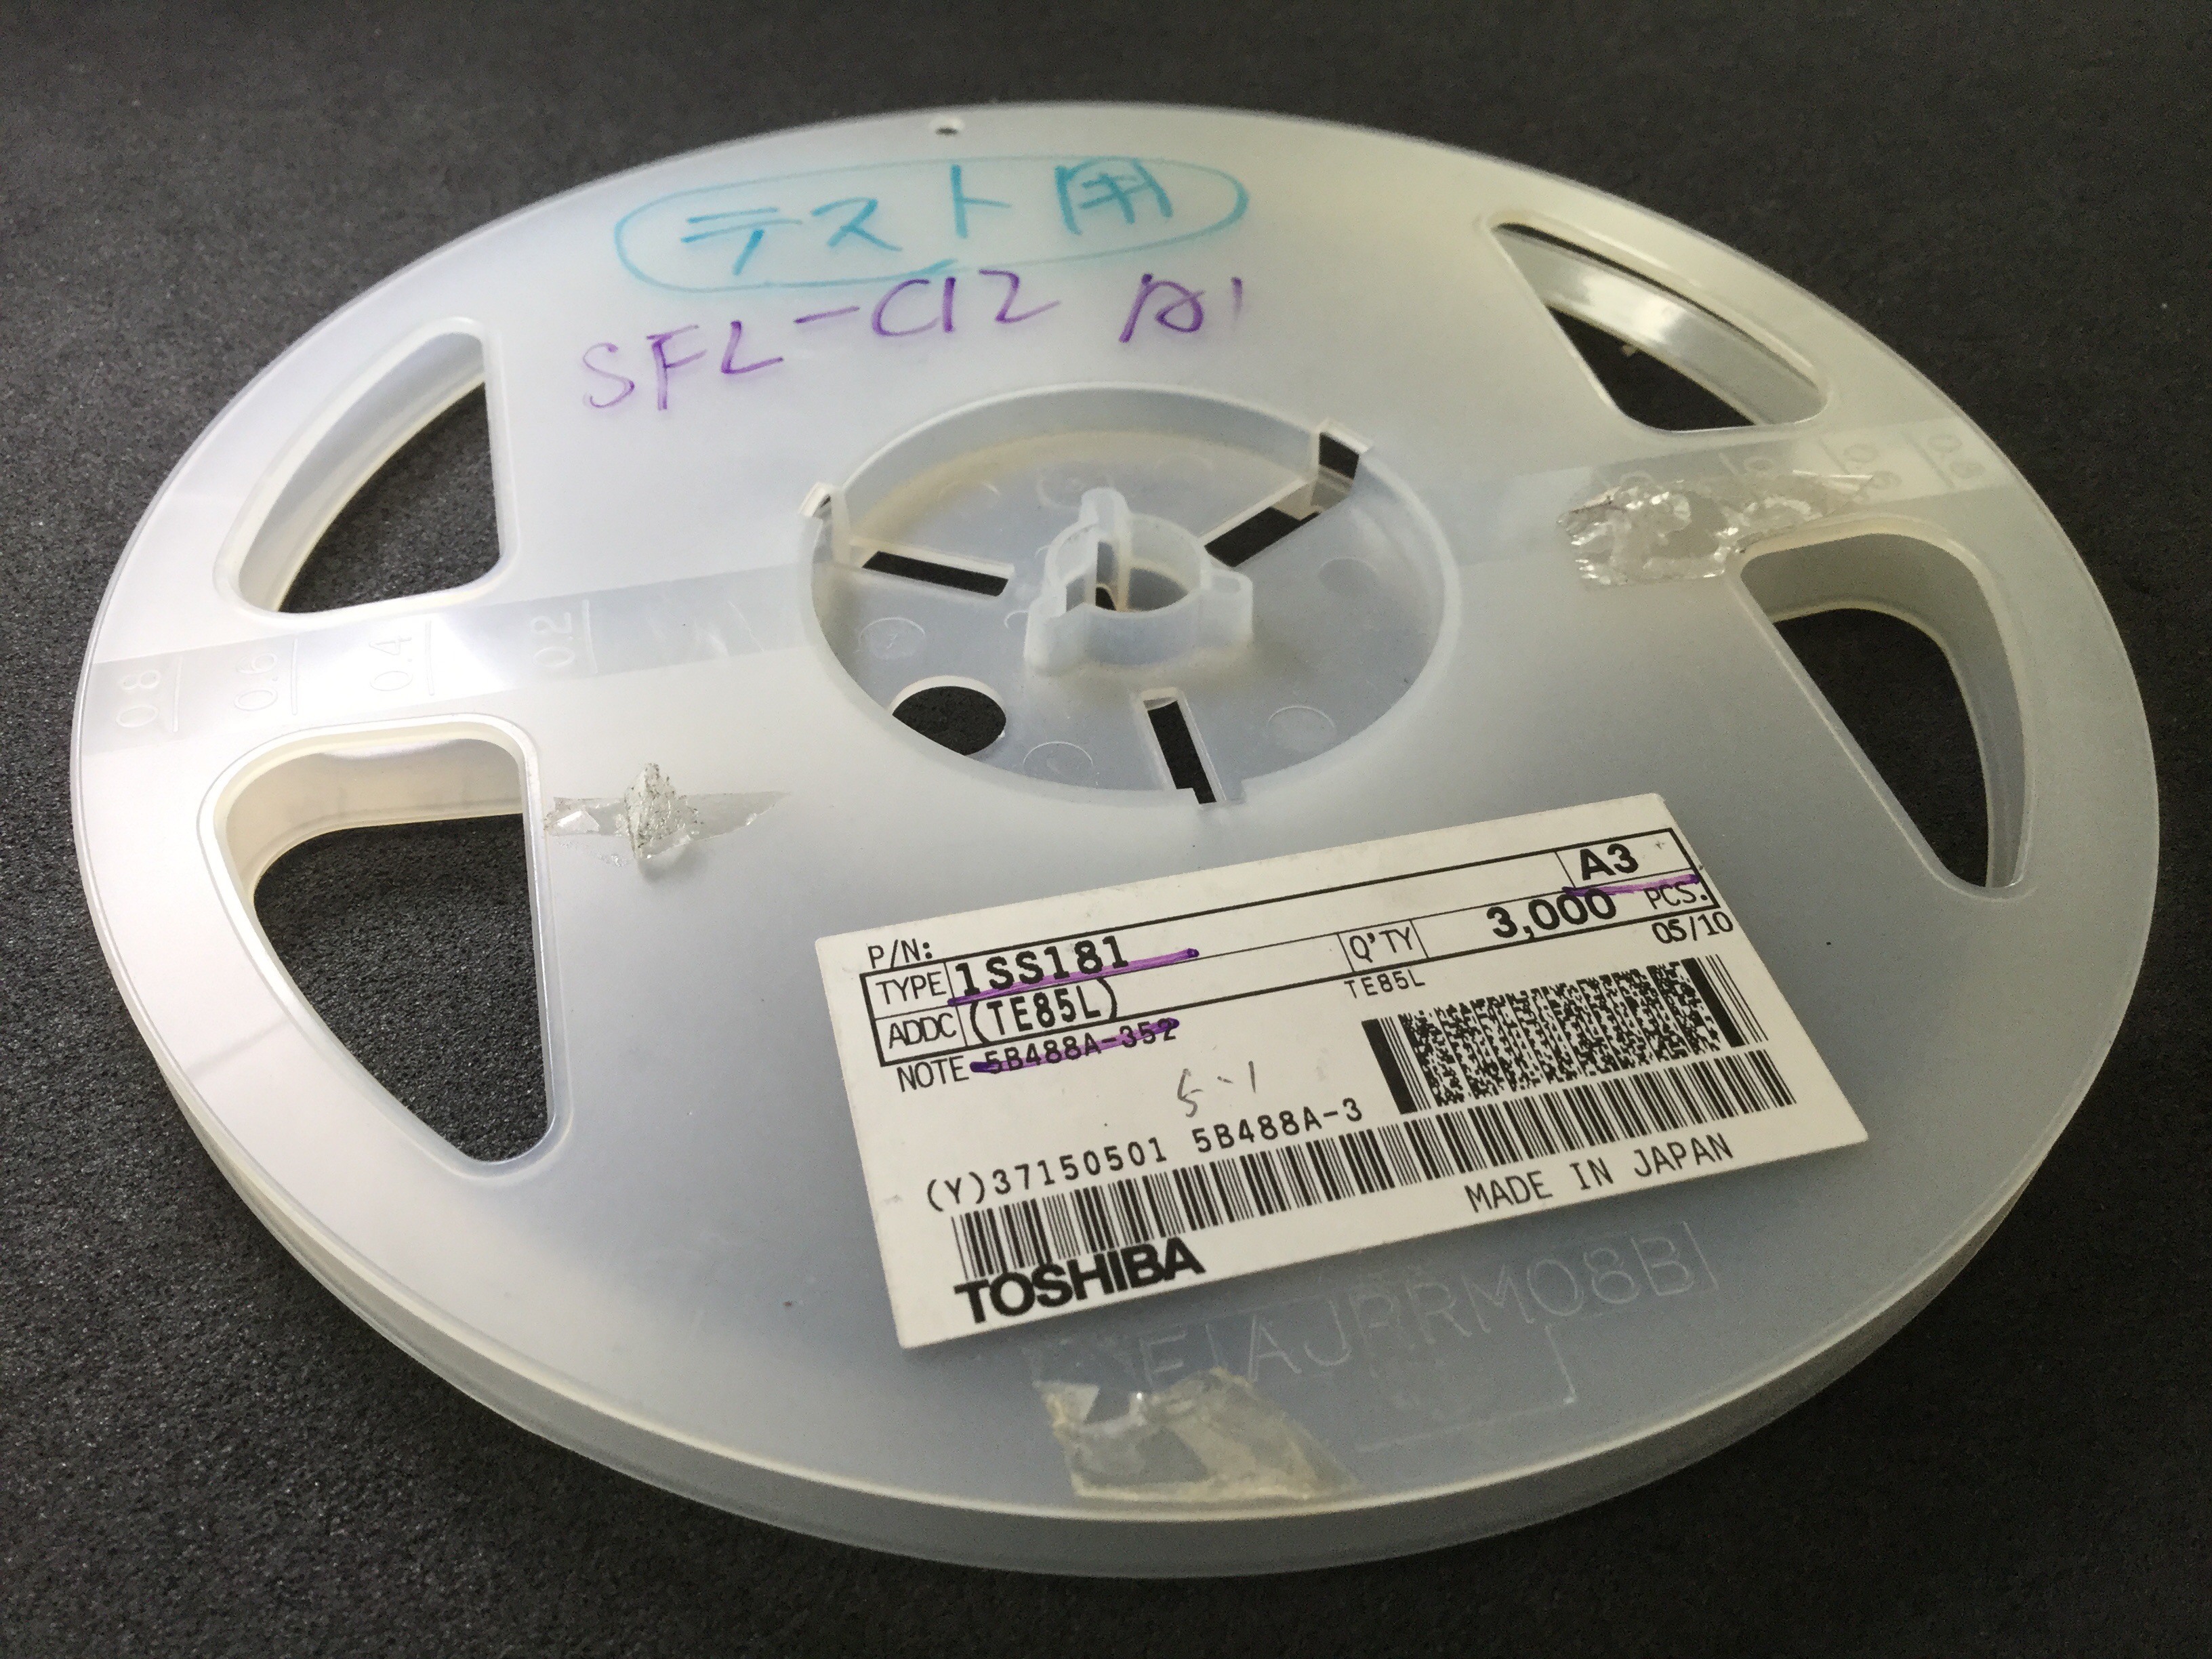 テスト用
SFL-C12 A1
0.8 0.6 0.4 0.2
A3
P/N:
TYPE 1SS181 Q'TY 3,000 PCS.
ADDC (TE85L) TE85L 05/10
NOTE 5B488A-352
5-1
(Y)37150501 5B488A-3
MADE IN JAPAN
TOSHIBA
EIAJRRM08B